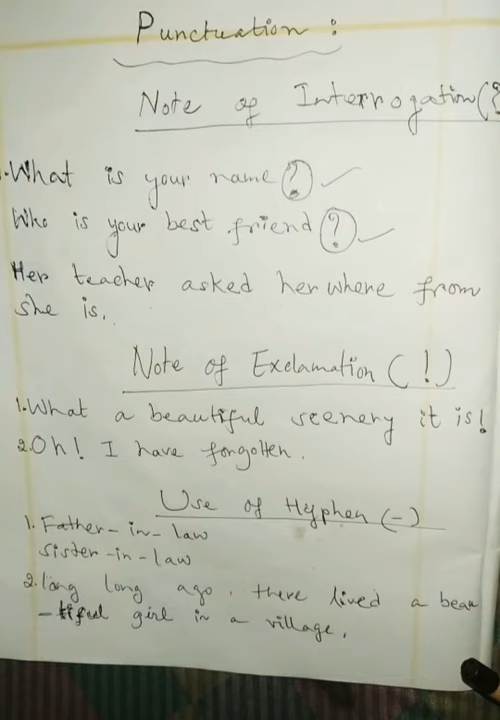 Punctuation :
Note of Interrogation (?
1. What is your name? ✓
Who is your best friend? ✓
Her teacher asked her where from
she is.
Note of Exclamation (!)
1. What a beautiful scenery it is!
2. Oh! I have forgotten.
Use of Hyphen (-)
1. Father-in-law
Sister-in-law
2. long long ago. there lived a beau
-tiful girl in a village.